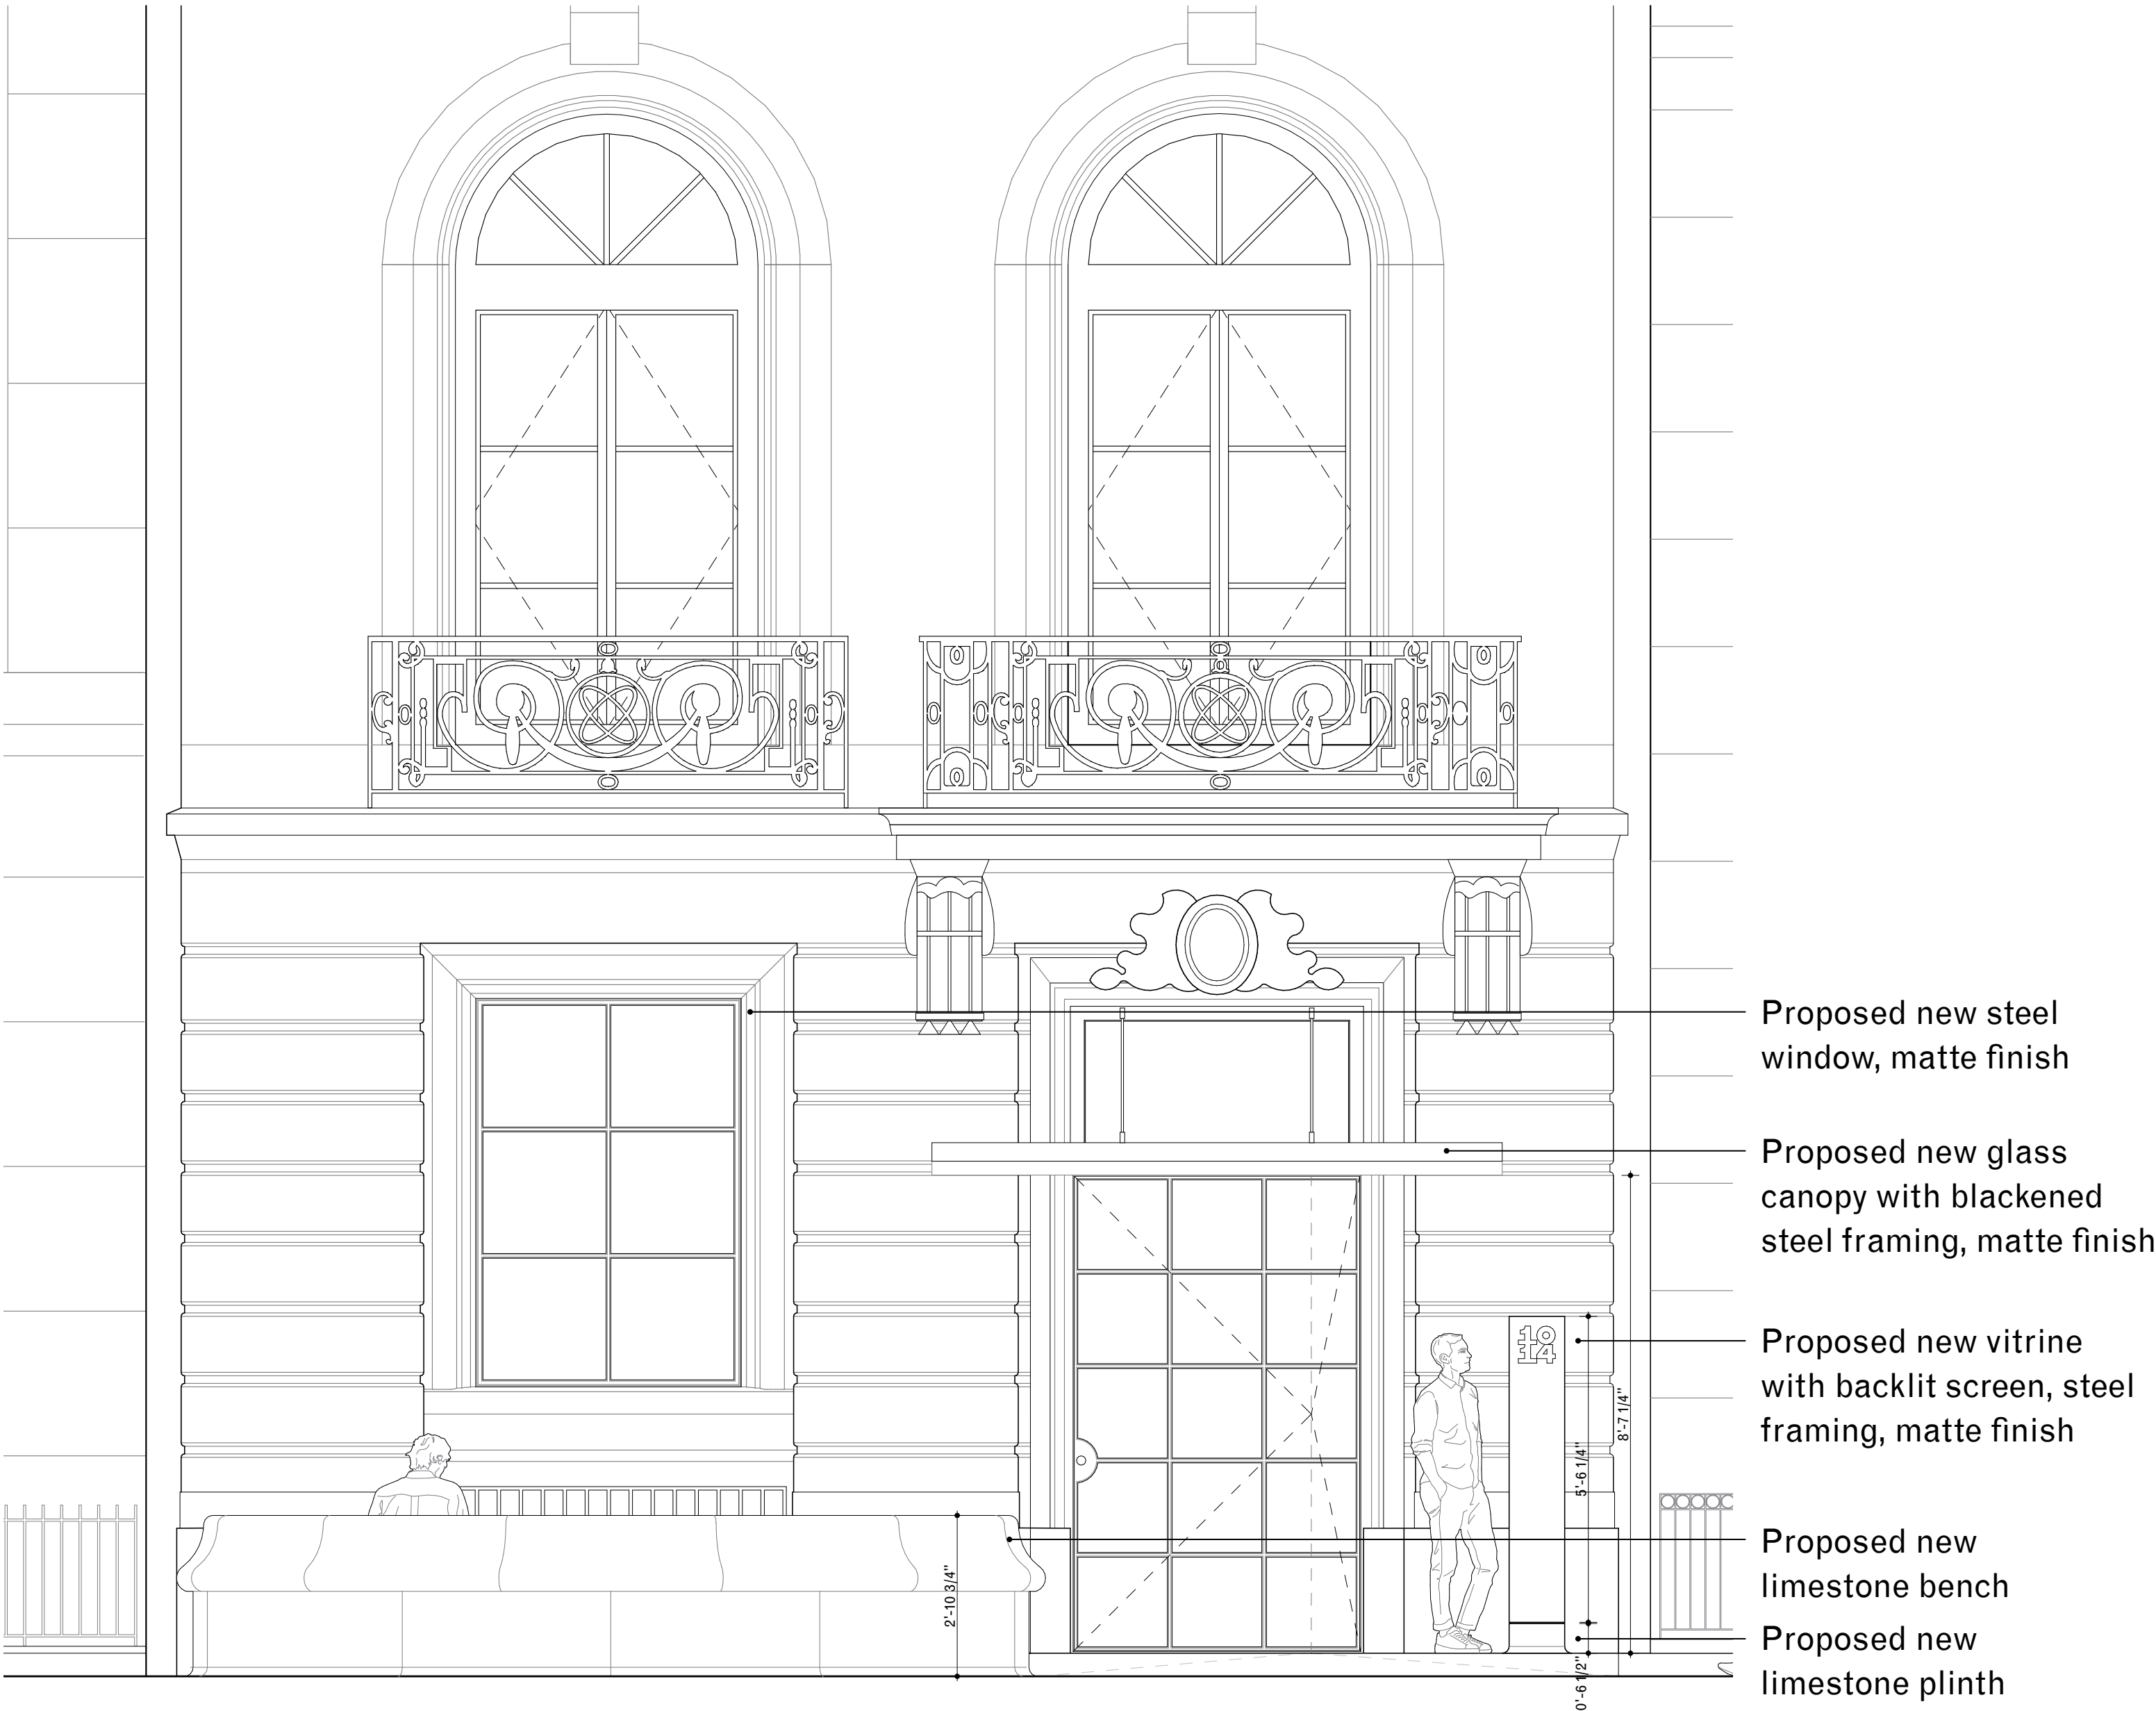 Proposed new steel
window, matte finish
Proposed new glass
canopy with blackened
steel framing, matte finish
Proposed new vitrine
with backlit screen, steel
framing, matte finish
Proposed new
limestone bench
Proposed new
limestone plinth
10
14
8'-7 1/4"
5'-6 1/4"
2'-10 3/4"
0'-6 1/2"